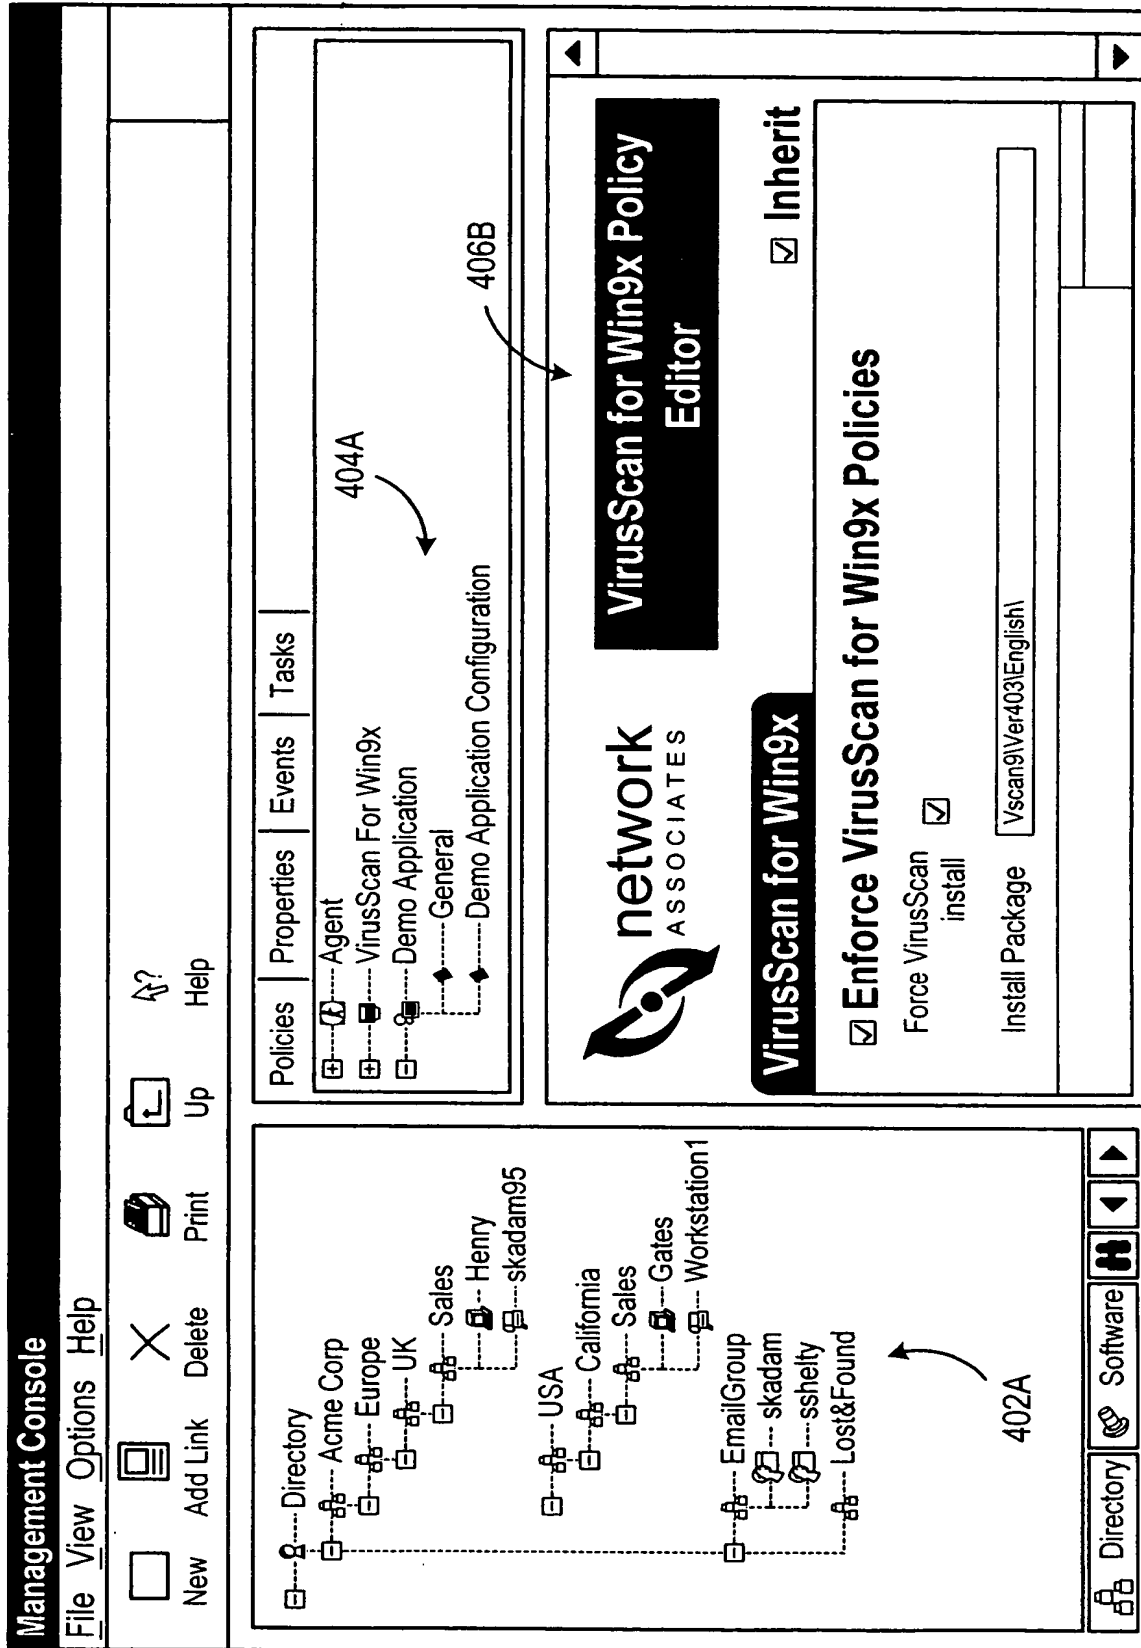 Management Console
File View Options Help
New Add Link Delete Print Up Help
Directory
Acme Corp
Europe
UK
Sales
Henry
skadam95
USA
California
Sales
Gates
Workstation1
EmailGroup
skadam
sshelty
Lost&Found
402A
Directory Software
Policies Properties Events Tasks
Agent
VirusScan For Win9x
Demo Application
General
Demo Application Configuration
404A
406B
network
ASSOCIATES
VirusScan for Win9x Policy
Editor
VirusScan for Win9x
Inherit
Enforce VirusScan for Win9x Policies
Force VirusScan
install
Install Package Vscan9\Ver403\English\